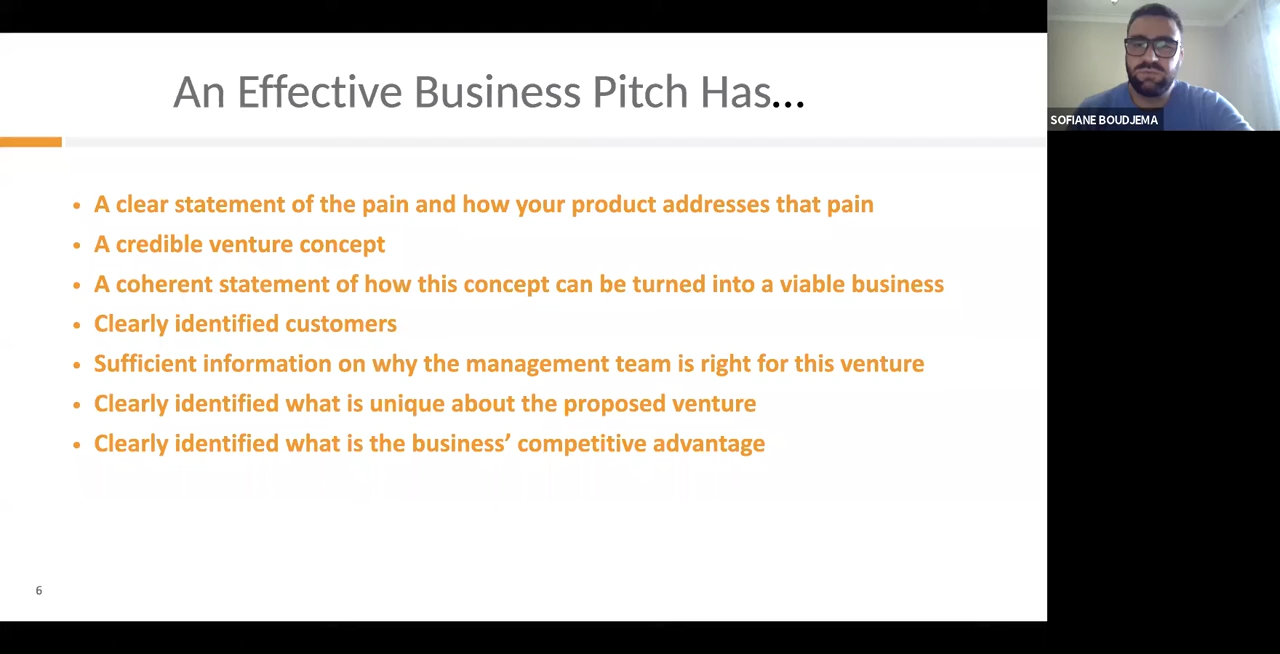 An Effective Business Pitch Has...
SOFIANE BOUDJEMA
• A clear statement of the pain and how your product addresses that pain
• A credible venture concept
• A coherent statement of how this concept can be turned into a viable business
• Clearly identified customers
• Sufficient information on why the management team is right for this venture
• Clearly identified what is unique about the proposed venture
• Clearly identified what is the business’ competitive advantage
6